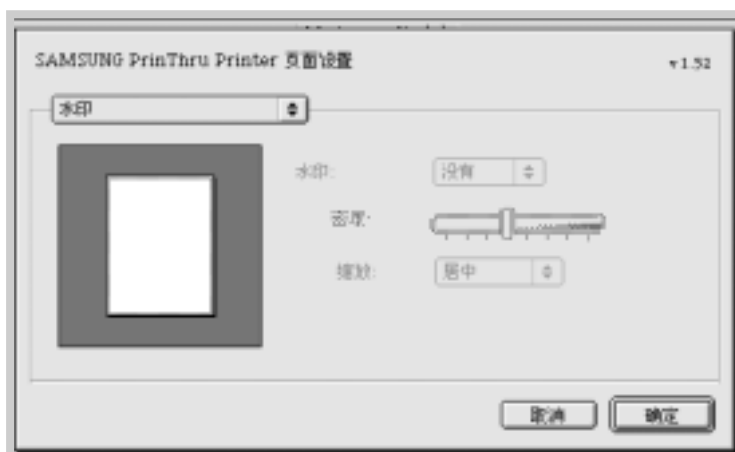 SAMSUNG PrinThru Printer 页面设置 v1.52
水印
水印: 没有
密度:
缩放: 居中
取消 确定